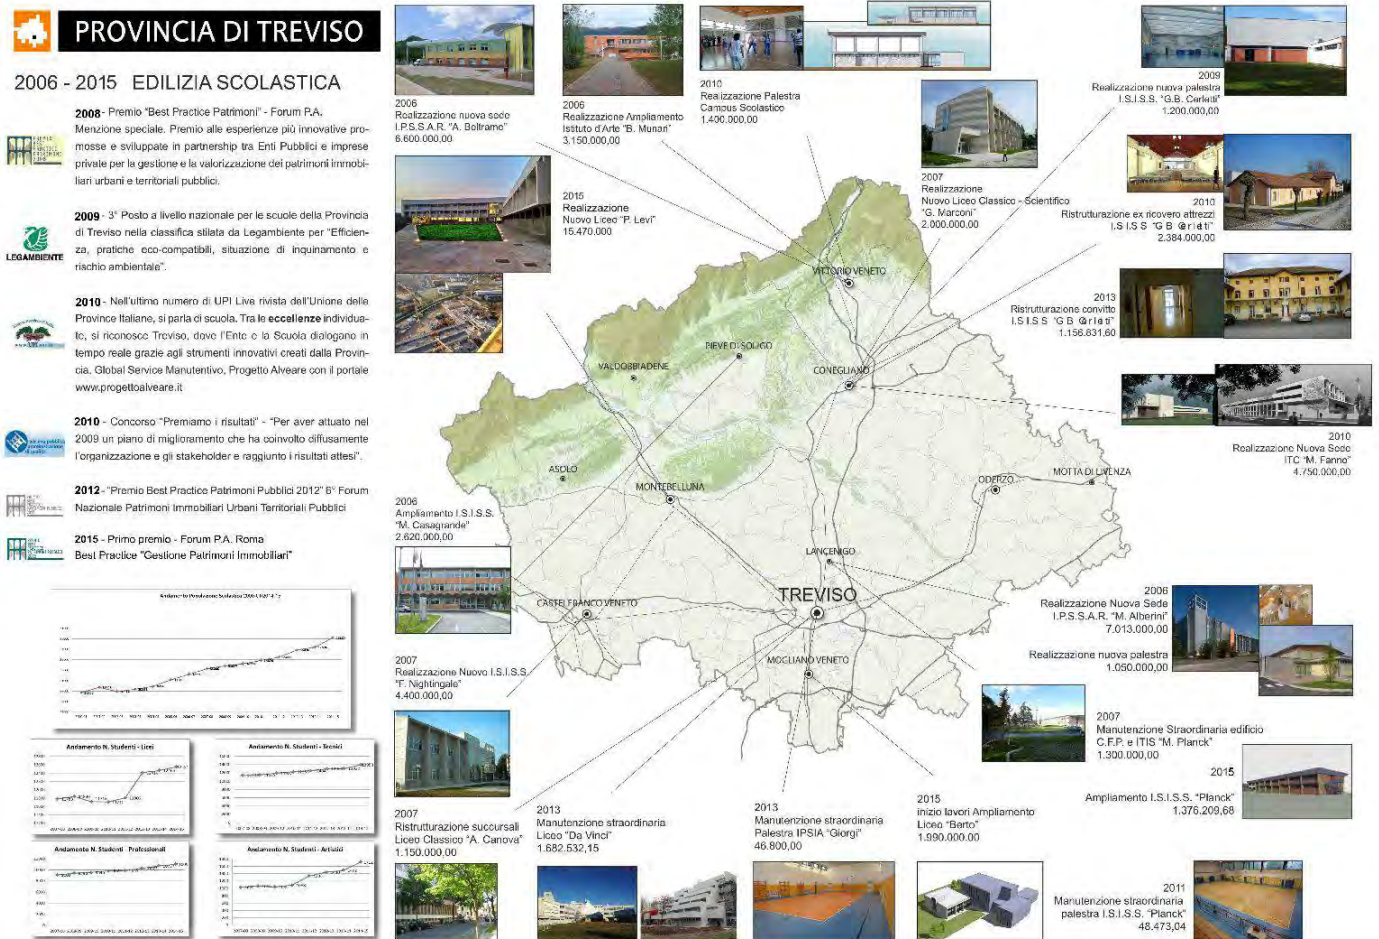 PROVINCIA DI TREVISO
2006 - 2015 EDILIZIA SCOLASTICA
2008 - Premio "Best Practice Patrimoni" - Forum P.A.
Menzione speciale. Premio alle esperienze più innovative pro-
mosse e sviluppate in partnership tra Enti Pubblici e imprese
private per la gestione e la valorizzazione dei patrimoni immobi-
liari urbani e territoriali pubblici.
2009 - 3° Posto a livello nazionale per le scuole della Provincia
di Treviso nella classifica stilata da Legambiente per "Efficien-
za, pratiche eco-compatibili, situazione di inquinamento e
rischio ambientale".
LEGAMBIENTE
2010 - Nell'ultimo numero di UPI Live rivista dell'Unione delle
Province Italiane, si parla di scuola. Tra le eccellenze individua-
te, si riconosce Treviso, dove l'Ente e la Scuola dialogano in
tempo reale grazie agli strumenti innovativi creati dalla Provin-
cia, Global Service Manutentivo, Progetto Alveare con il portale
www.progettoalveare.it
2010 - Concorso "Premiamo i risultati" - "Per aver attuato nel
2009 un piano di miglioramento che ha coinvolto diffusamente
l'organizzazione e gli stakeholder e raggiunto i risultati attesi".
2012 - "Premio Best Practice Patrimoni Pubblici 2012" 6° Forum
Nazionale Patrimoni Immobiliari Urbani Territoriali Pubblici
2015 - Primo premio - Forum P.A. Roma
Best Practice "Gestione Patrimoni Immobiliari"
Andamento Popolazione Scolastica
Andamento N. Studenti - Licei
Andamento N. Studenti - Tecnici
Andamento N. Studenti - Professionali
Andamento N. Studenti - Artistici
2006
Realizzazione nuova sede
I.P.S.S.A.R. "A. Beltrame"
6.600.000,00
2006
Realizzazione Ampliamento
Istituto d'Arte "B. Munari"
3.150.000,00
2010
Realizzazione Palestra
Campus Scolastico
1.400.000,00
2007
Realizzazione
Nuovo Liceo Classico - Scientifico
"G. Marconi"
2.000.000,00
2009
Realizzazione nuova palestra
I.S.I.S.S. "G.B. Cerletti"
1.200.000,00
2010
Ristrutturazione ex ricovero attrezzi
I.S.I.S.S "G B Cerletti"
2.384.000,00
2013
Ristrutturazione convitto
I.S.I.S.S "G B Cerletti"
1.156.831,60
2010
Realizzazione Nuova Sede
ITC "M. Fanno"
4.750.000,00
2015
Realizzazione
Nuovo Liceo "P. Levi"
15.470.000
VITTORIO VENETO
PIEVE DI SOLIGO
VALDOBBIADENE
CONEGLIANO
ASOLO
MONTEBELLUNA
ODERZO
MOTTA DI LIVENZA
LANCENIGO
TREVISO
CASTELFRANCO VENETO
MOGLIANO VENETO
2006
Ampliamento I.S.I.S.S.
"M. Casagrande"
2.620.000,00
2007
Realizzazione Nuovo I.S.I.S.S
"F. Nightingale"
4.400.000,00
2007
Ristrutturazione succursali
Liceo Classico "A. Canova"
1.150.000,00
2013
Manutenzione straordinaria
Liceo "Da Vinci"
1.682.532,15
2013
Manutenzione straordinaria
Palestra IPSIA "Giorgi"
46.800,00
2015
inizio lavori Ampliamento
Liceo "Berto"
1.990.000.00
2006
Realizzazione Nuova Sede
I.P.S.S.A.R. "M. Alberini"
7.013.000,00
Realizzazione nuova palestra
1.050.000,00
2007
Manutenzione Straordinaria edificio
C.F.P. e ITIS "M. Planck"
1.300.000,00
2015
Ampliamento I.S.I.S.S. "Planck"
1.376.209,68
2011
Manutenzione straordinaria
palestra I.S.I.S.S. "Planck"
48.473,04